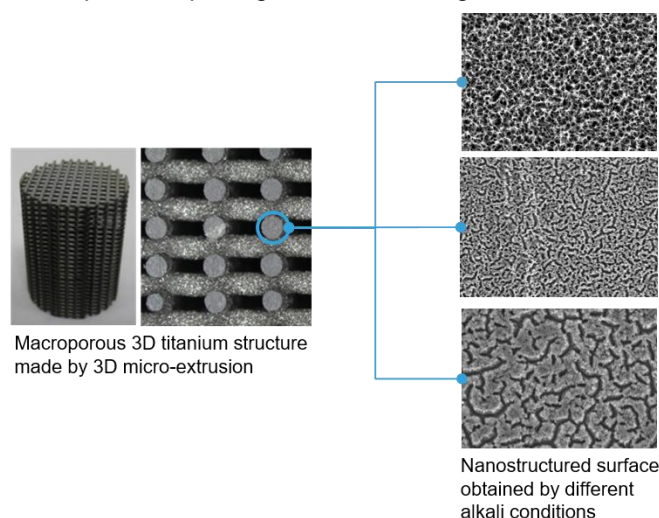 Macroporous 3D titanium structure
made by 3D micro-extrusion
Nanostructured surface
obtained by different
alkali conditions